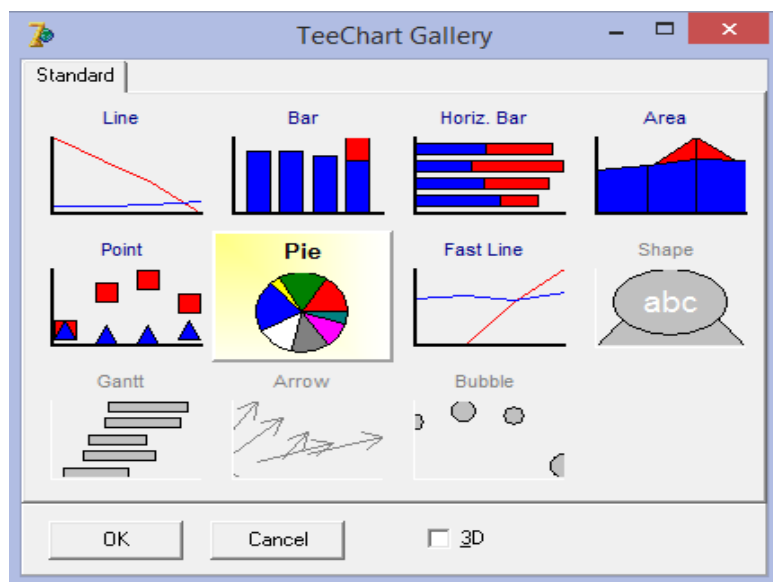 TeeChart Gallery
Standard
Line Bar Horiz. Bar Area
Point Pie Fast Line Shape
abc
Gantt Arrow Bubble
OK Cancel 3D